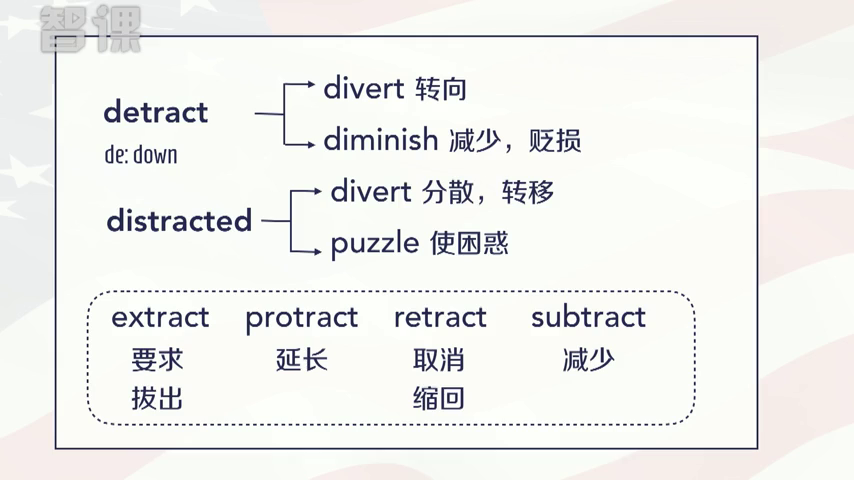 智课
detract
de: down
divert 转向
diminish 减少，贬损
distracted
divert 分散，转移
puzzle 使困惑
extract protract retract subtract
要求 延长 取消 减少
拔出 缩回